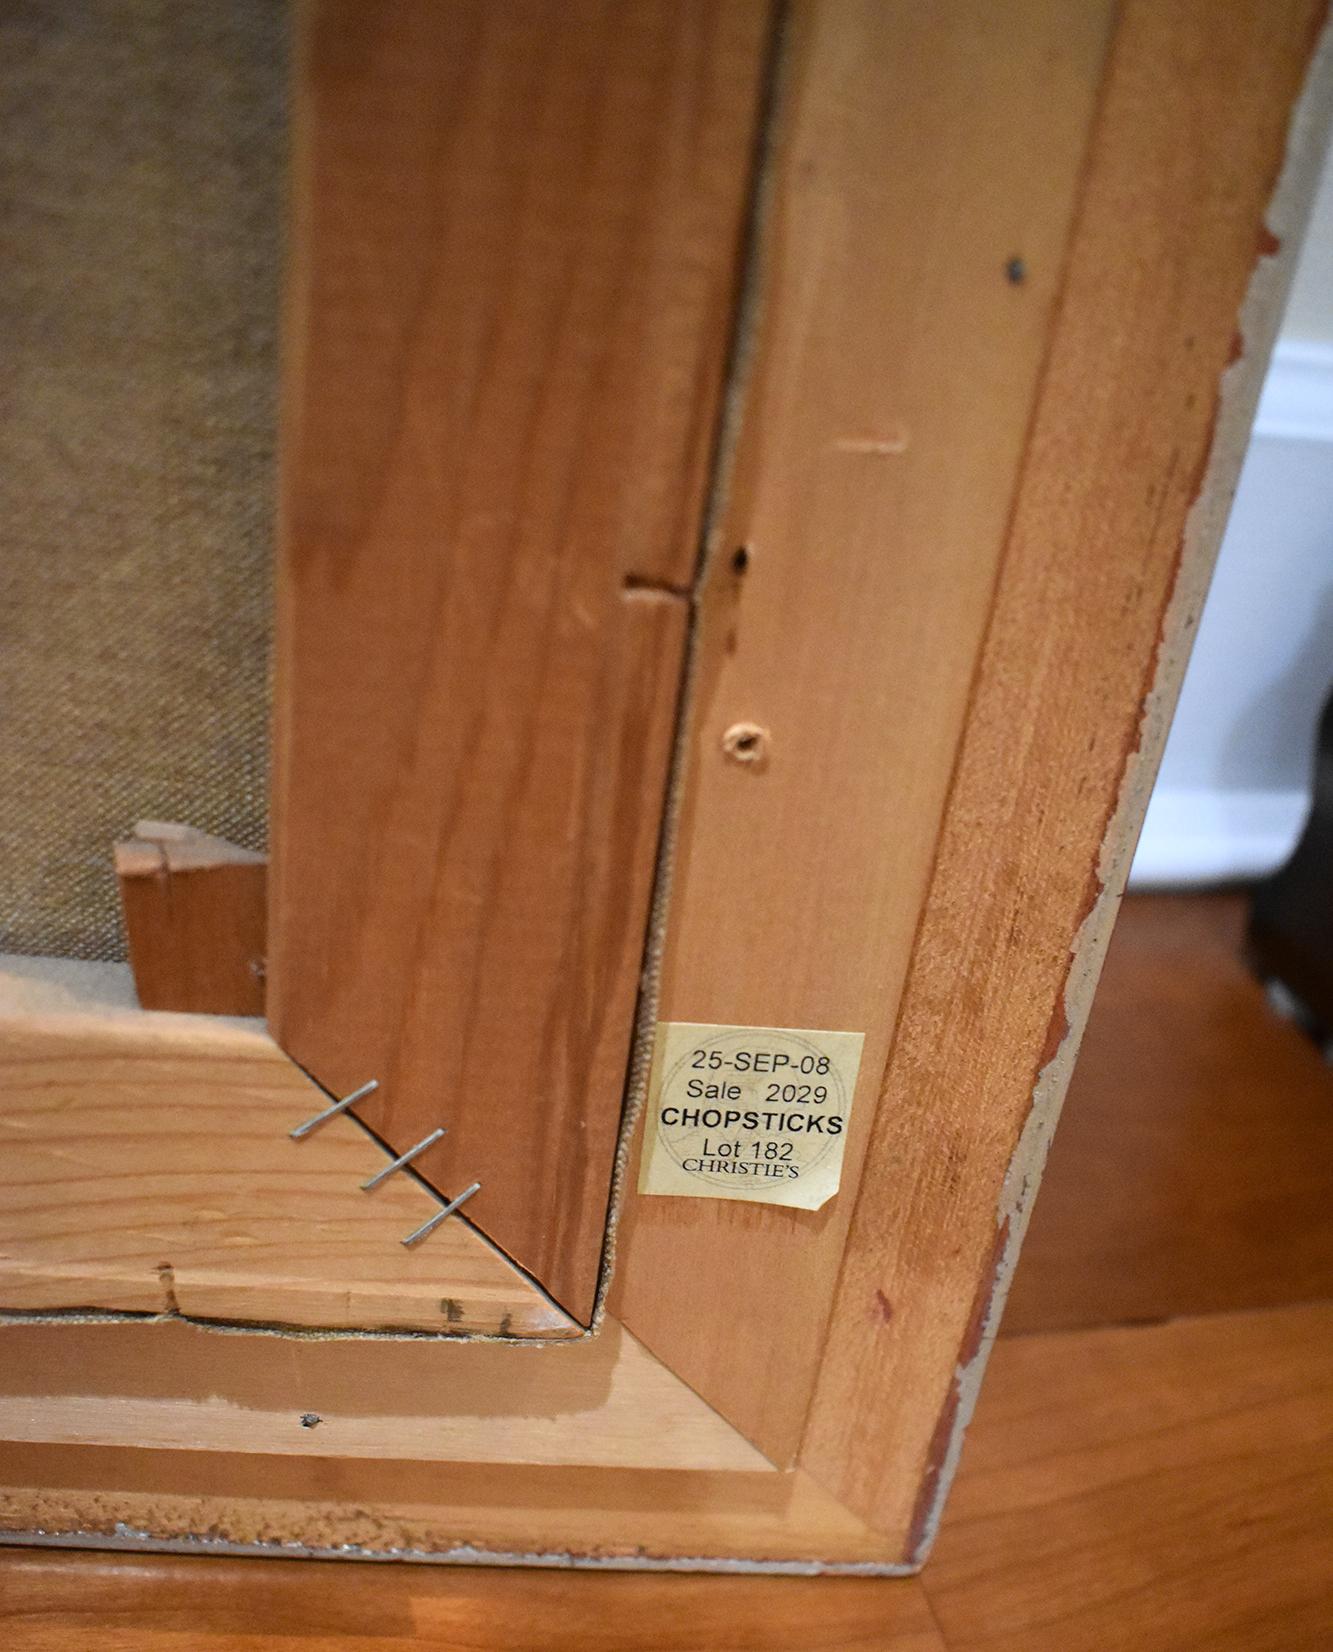 25-SEP-08
Sale 2029
CHOPSTICKS
Lot 182
CHRISTIE'S